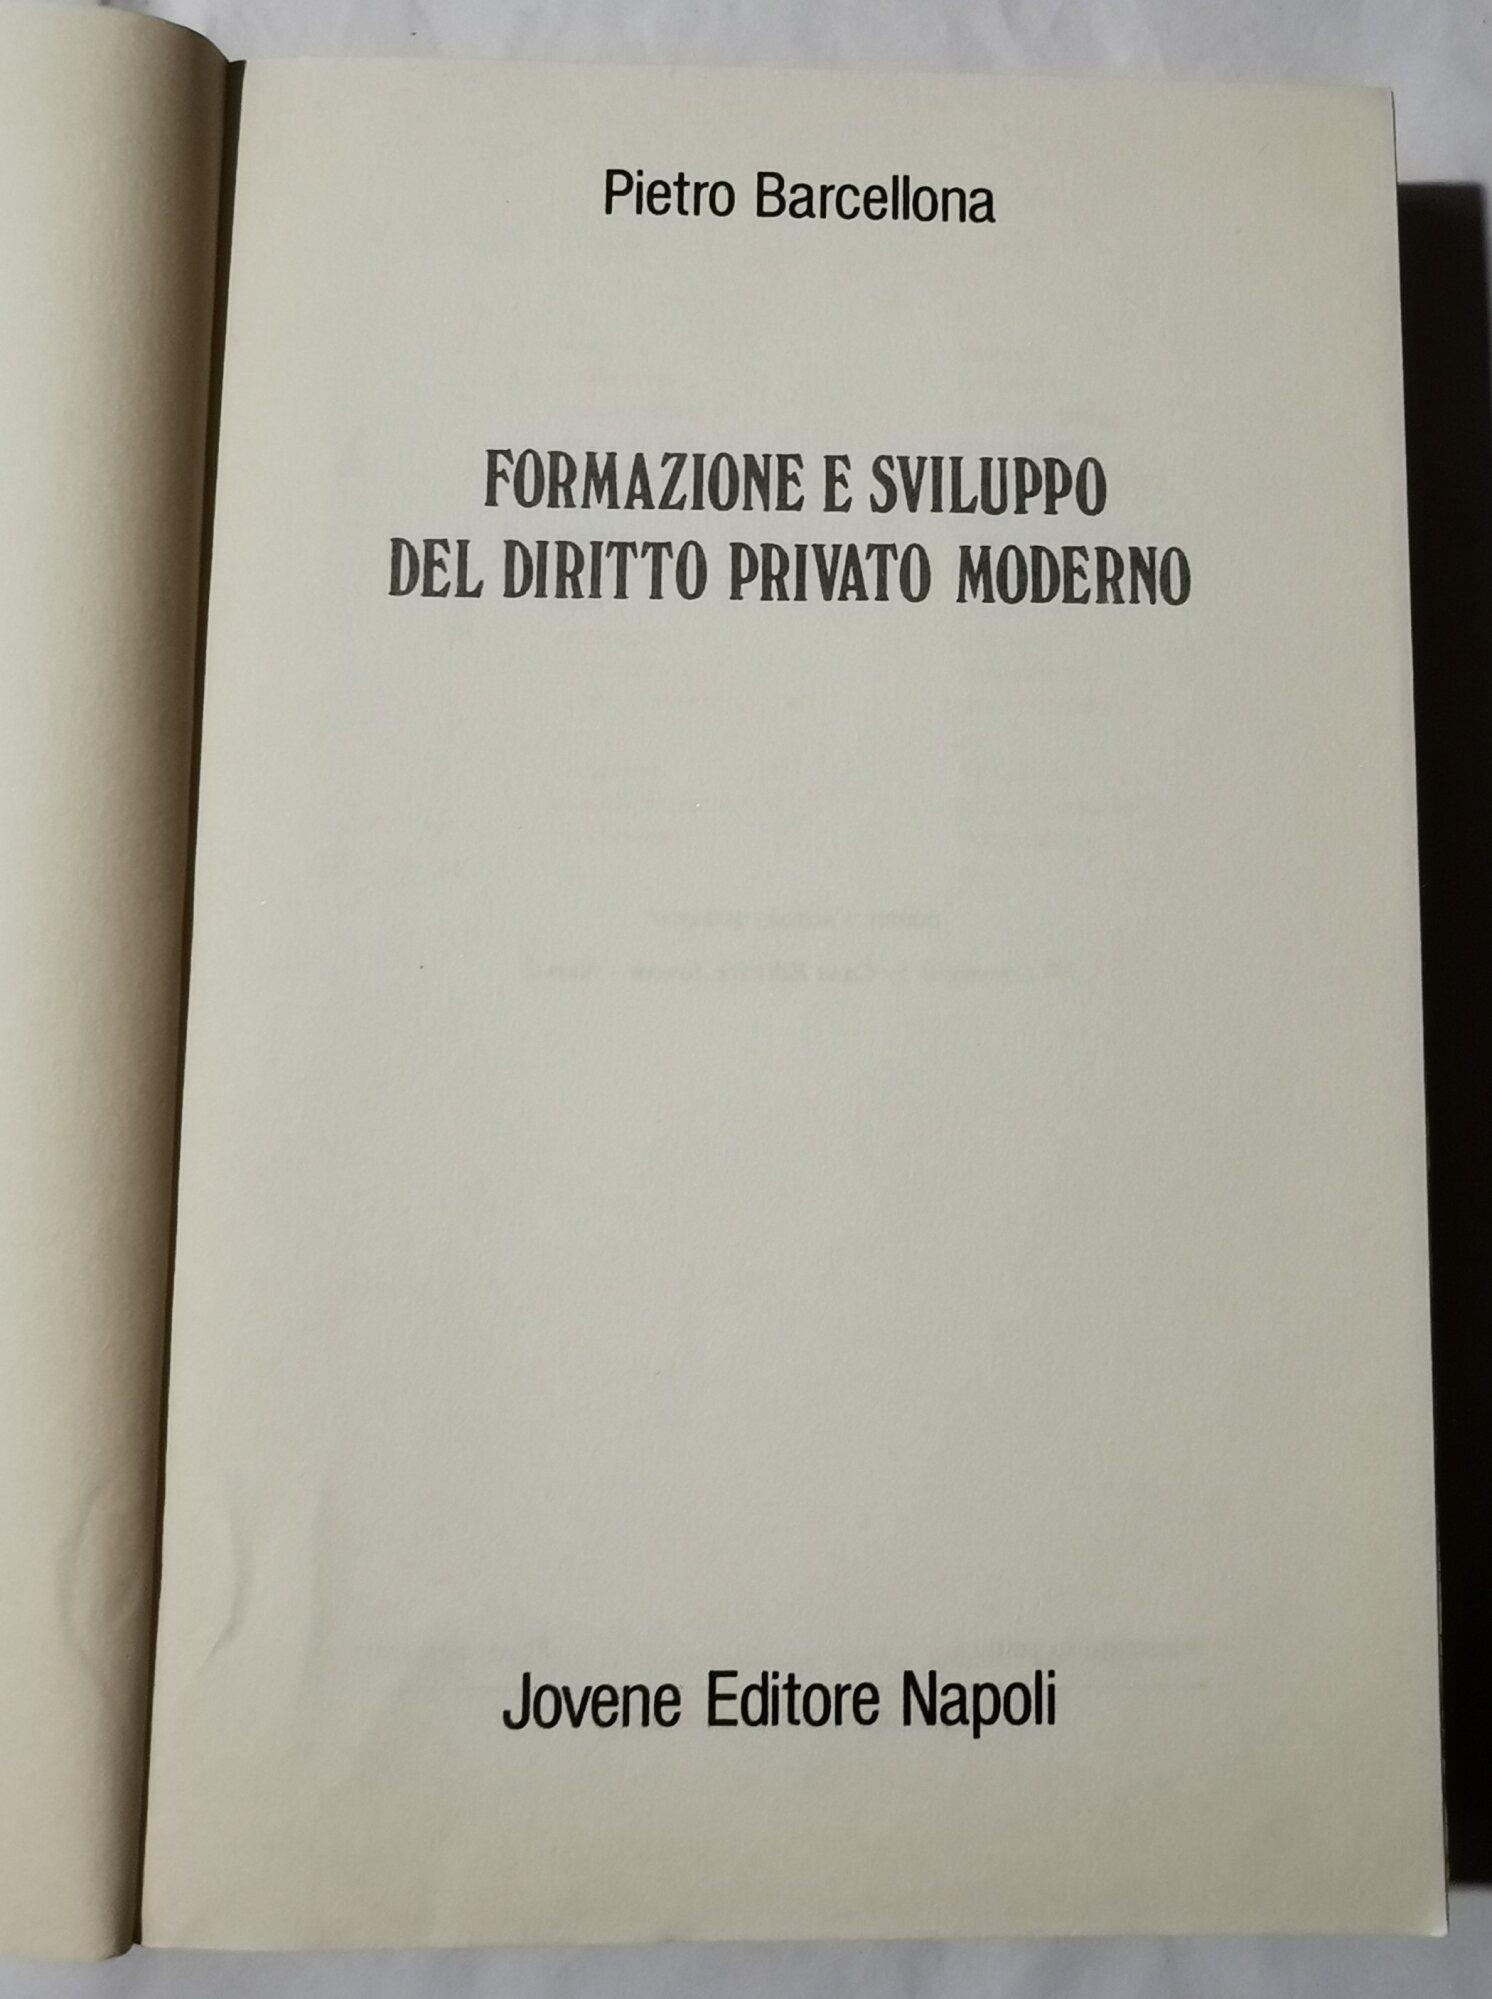 Pietro Barcellona
FORMAZIONE E SVILUPPO
DEL DIRITTO PRIVATO MODERNO
Jovene Editore Napoli